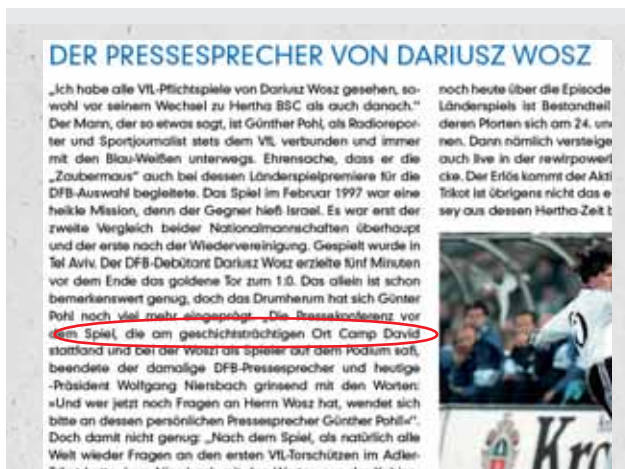 DER PRESSESPRECHER VON DARIUSZ WOSZ
„Ich habe alle VfL-Pflichtspiele von Dariusz Wosz gesehen, so-
wohl vor seinem Wechsel zu Hertha BSC als auch danach."
Der Mann, der so etwas sagt, ist Günther Pohl, als Radiorepor-
ter und Sportjournalist stets dem VfL verbunden und immer
mit den Blau-Weißen unterwegs. Ehrensache, dass er die
„Zaubermaus" auch bei dessen Länderspielpremiere für die
DFB-Auswahl begleitete. Das Spiel im Februar 1997 war eine
heikle Mission, denn der Gegner hieß Israel. Es war erst der
zweite Vergleich beider Nationalmannschaften überhaupt
und der erste nach der Wiedervereinigung. Gespielt wurde in
Tel Aviv. Der DFB-Debütant Dariusz Wosz erzielte fünf Minuten
vor dem Ende das goldene Tor zum 1:0. Das allein ist schon
bemerkenswert genug, doch das Drumherum hat sich Günter
Pohl noch viel mehr eingeprägt. „Die Pressekonferenz vor
dem Spiel, die am geschichtsträchtigen Ort Camp David
stattfand und bei der Woszi als Spieler auf dem Podium saß,
beendete der damalige DFB-Pressesprecher und heutige
-Präsident Wolfgang Niersbach grinsend mit den Worten:
»Und wer jetzt noch Fragen an Herrn Wosz hat, wendet sich
bitte an dessen persönlichen Pressesprecher Günther Pohl!«".
Doch damit nicht genug: „Nach dem Spiel, als natürlich alle
Welt wieder Fragen an den ersten VfL-Torschützen im Adler-
noch heute über die Episode
Länderspiels ist Bestandteil
deren Pforten sich am 24. un
nen. Dann nämlich versteige
auch live in der rewirpowerl
cke. Der Erlös kommt der Akti
Trikot ist übrigens nicht das e
sey aus dessen Hertha-Zeit b
10
Kro